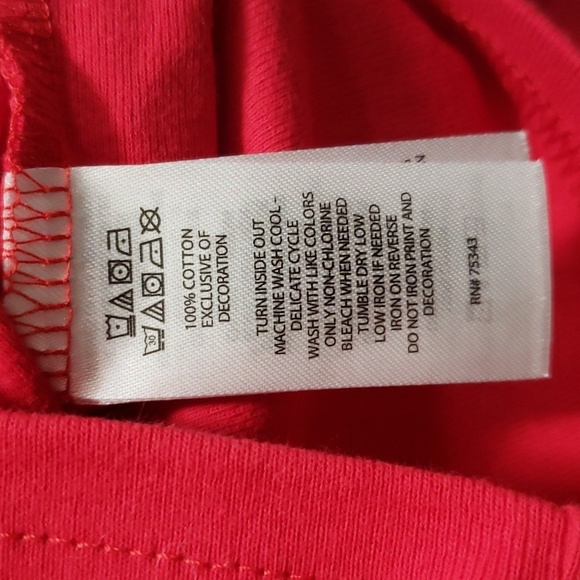 30
100% COTTON
EXCLUSIVE OF
DECORATION
TURN INSIDE OUT
MACHINE WASH COOL-
DELICATE CYCLE
WASH WITH LIKE COLORS
ONLY NON-CHLORINE
BLEACH WHEN NEEDED
TUMBLE DRY LOW
LOW IRON IF NEEDED
IRON ON REVERSE
DO NOT IRON PRINT AND
DECORATION
RN# 75343